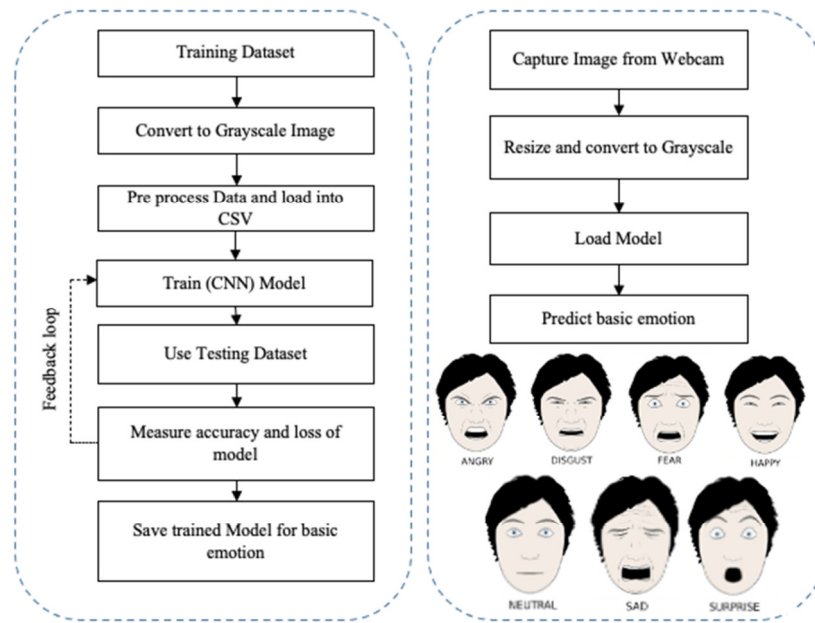 Training Dataset
Convert to Grayscale Image
Pre process Data and load into
CSV
Train (CNN) Model
Use Testing Dataset
Measure accuracy and loss of
model
Save trained Model for basic
emotion
Feedback loop
Capture Image from Webcam
Resize and convert to Grayscale
Load Model
Predict basic emotion
ANGRY
DISGUST
FEAR
HAPPY
NEUTRAL
SAD
SURPRISE